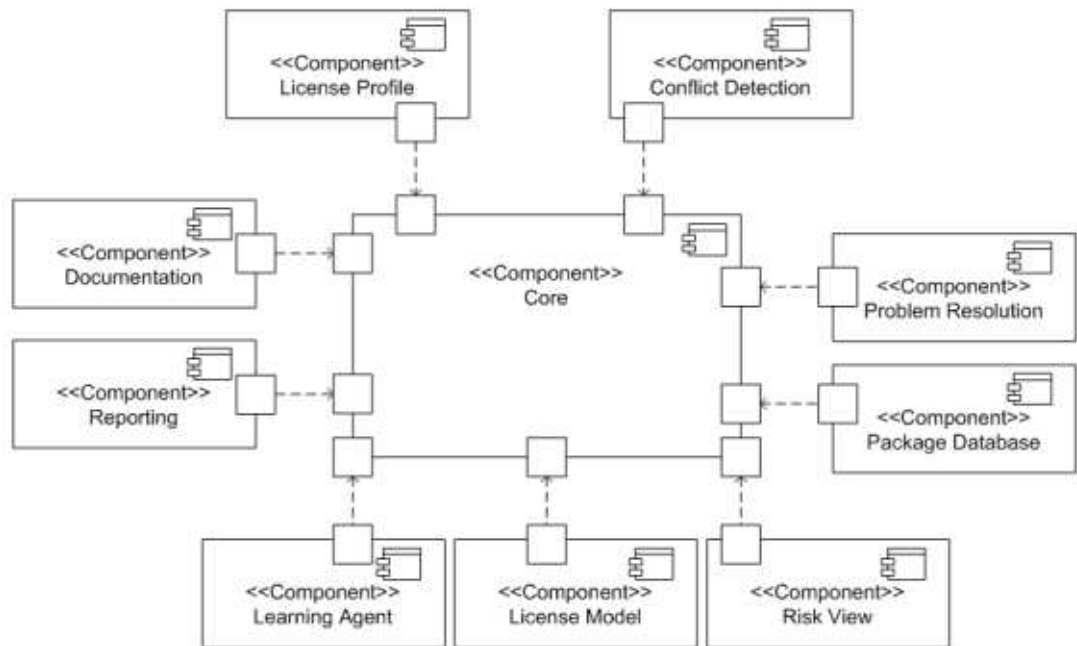 <<Component>>
License Profile
<<Component>>
Conflict Detection
<<Component>>
Documentation
<<Component>>
Core
<<Component>>
Problem Resolution
<<Component>>
Reporting
<<Component>>
Package Database
<<Component>>
Learning Agent
<<Component>>
License Model
<<Component>>
Risk View